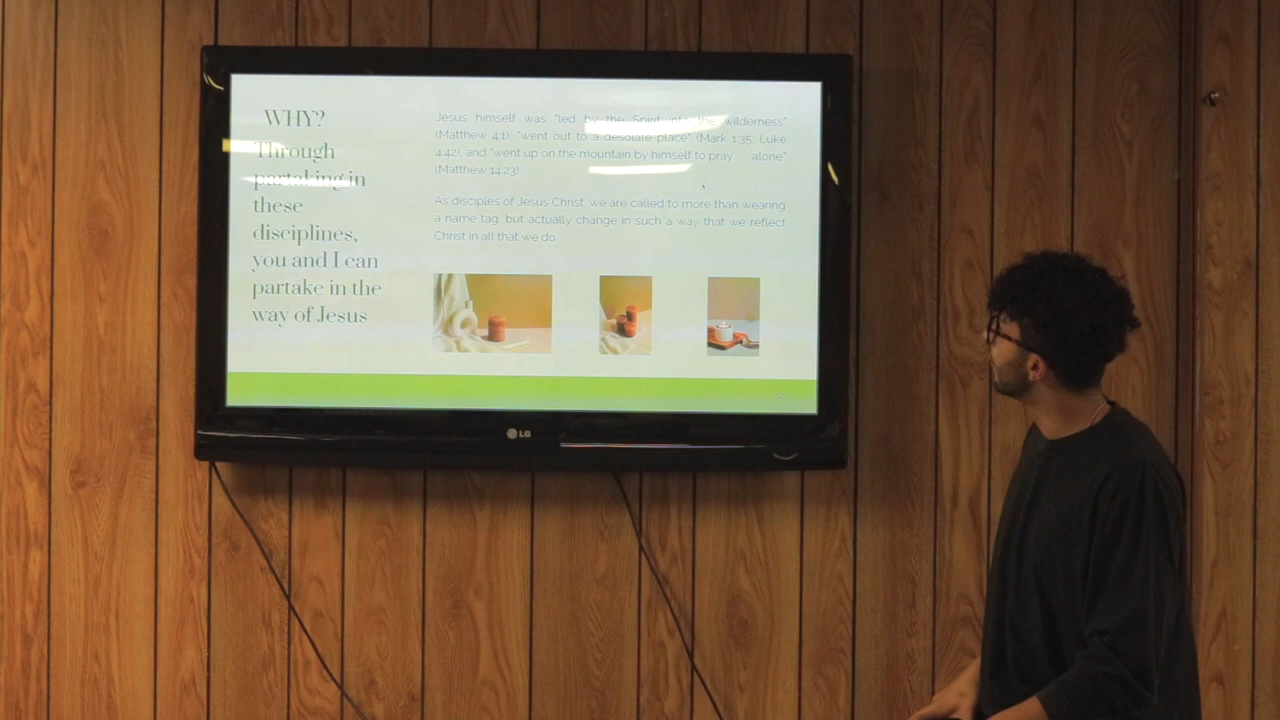 WHY?
Through
partaking in
these
disciplines,
you and I can
partake in the
way of Jesus
Jesus himself was "led by the Spirit into the wilderness"
(Matthew 4:1), "went out to a desolate place" (Mark 1:35, Luke
4:42), and "went up on the mountain by himself to pray alone"
(Matthew 14:23)
As disciples of Jesus Christ, we are called to more than wearing
a name tag, but actually change in such a way that we reflect
Christ in all that we do
LG